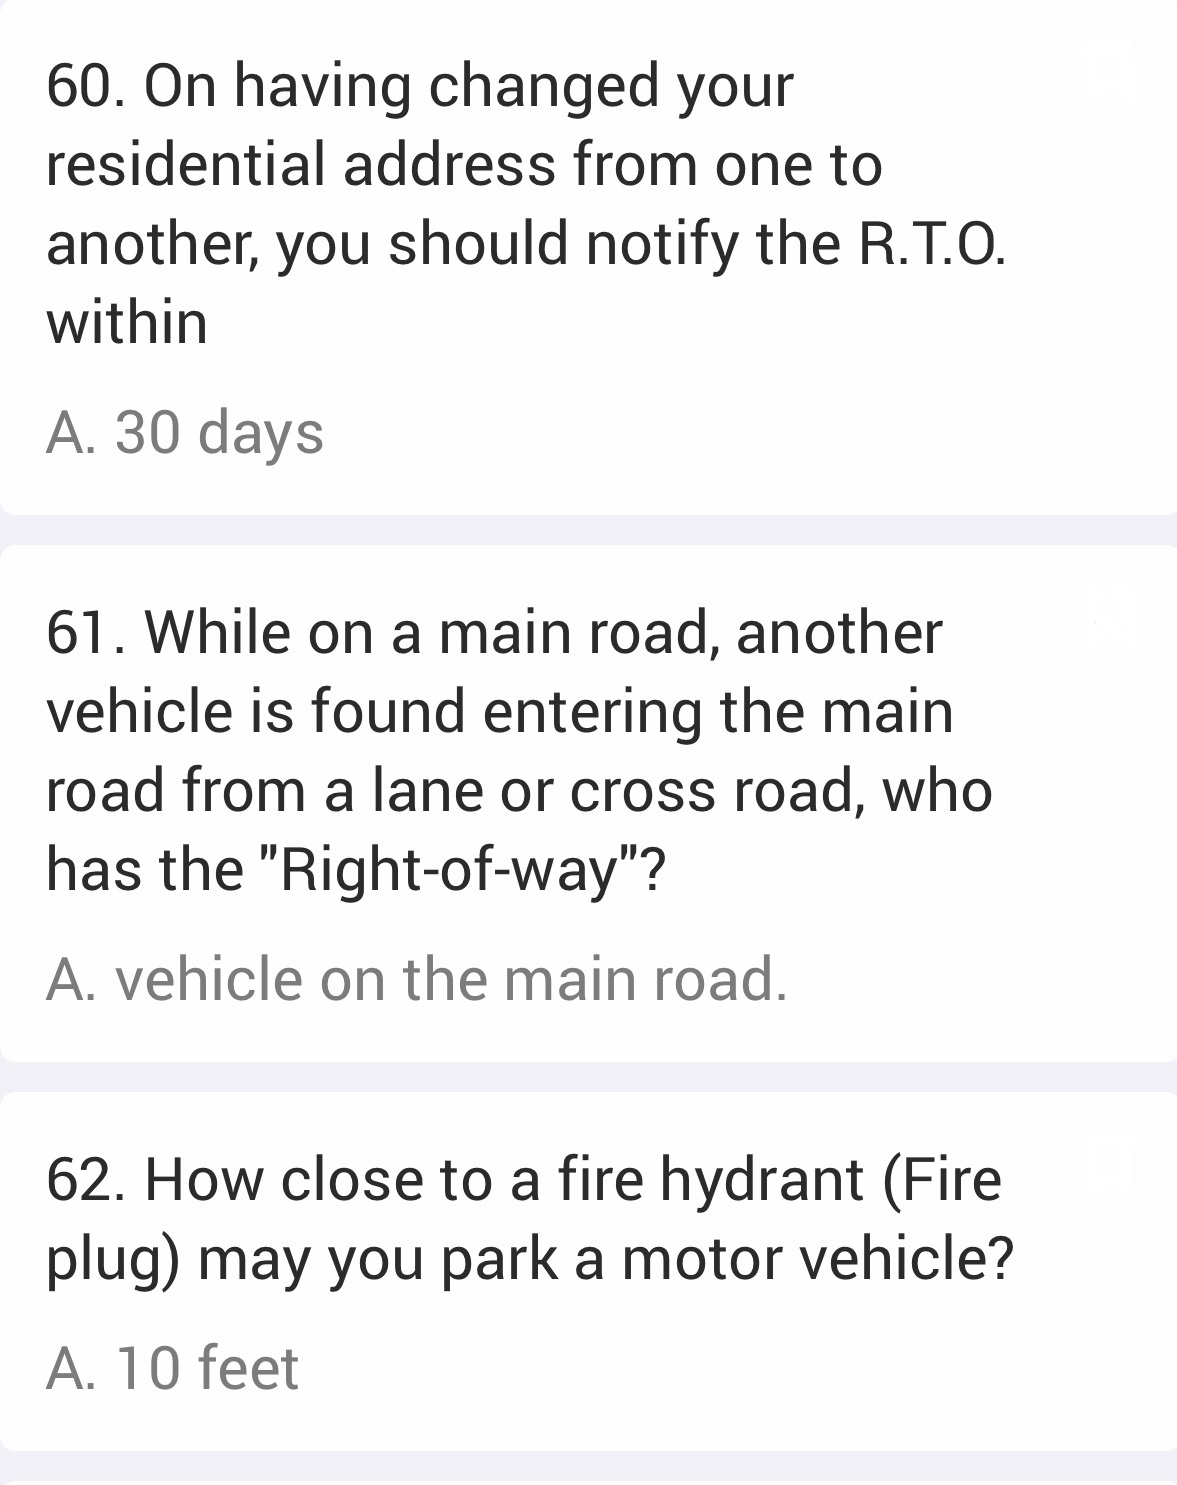 60. On having changed your
residential address from one to
another, you should notify the R.T.O.
within
A. 30 days
61. While on a main road, another
vehicle is found entering the main
road from a lane or cross road, who
has the "Right-of-way"?
A. vehicle on the main road.
62. How close to a fire hydrant (Fire
plug) may you park a motor vehicle?
A. 10 feet